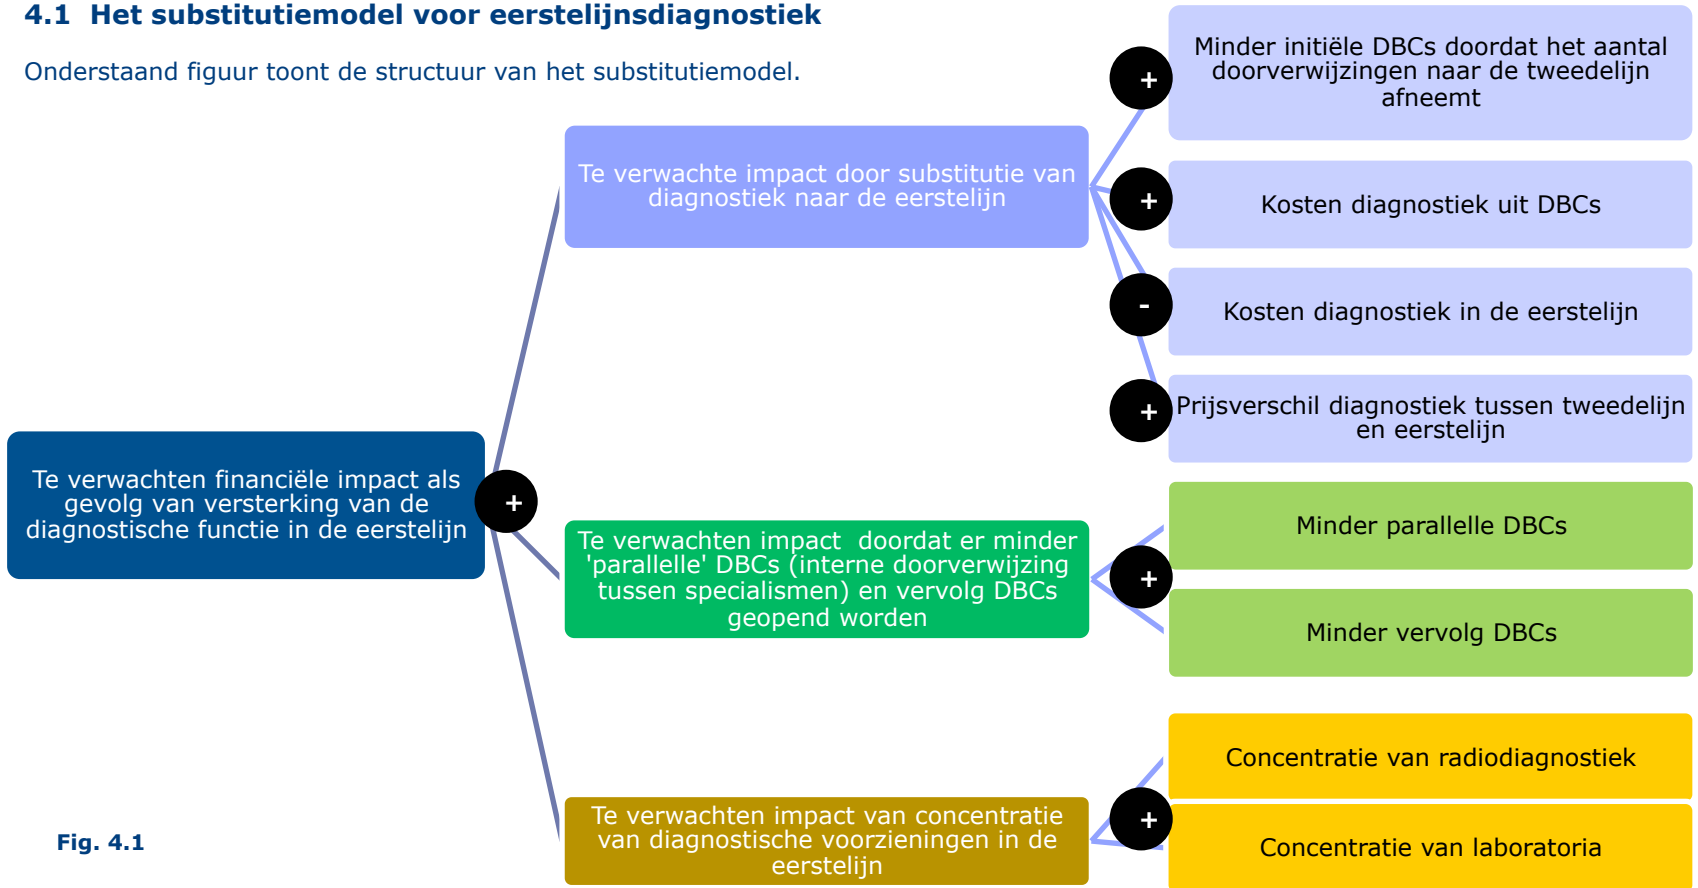 4.1 Het substitutiemodel voor eerstelijnsdiagnostiek
Onderstaand figuur toont de structuur van het substitutiemodel.
Te verwachten financiële impact als
gevolg van versterking van de
diagnostische functie in de eerstelijn
+
Te verwachte impact door substitutie van
diagnostiek naar de eerstelijn
+
Minder initiële DBCs doordat het aantal
doorverwijzingen naar de tweedelijn
afneemt
+
Kosten diagnostiek uit DBCs
-
Kosten diagnostiek in de eerstelijn
+
Prijsverschil diagnostiek tussen tweedelijn
en eerstelijn
Te verwachten impact doordat er minder
'parallelle' DBCs (interne doorverwijzing
tussen specialismen) en vervolg DBCs
geopend worden
+
Minder parallelle DBCs
Minder vervolg DBCs
Te verwachten impact van concentratie
van diagnostische voorzieningen in de
eerstelijn
+
Concentratie van radiodiagnostiek
Concentratie van laboratoria
Fig. 4.1